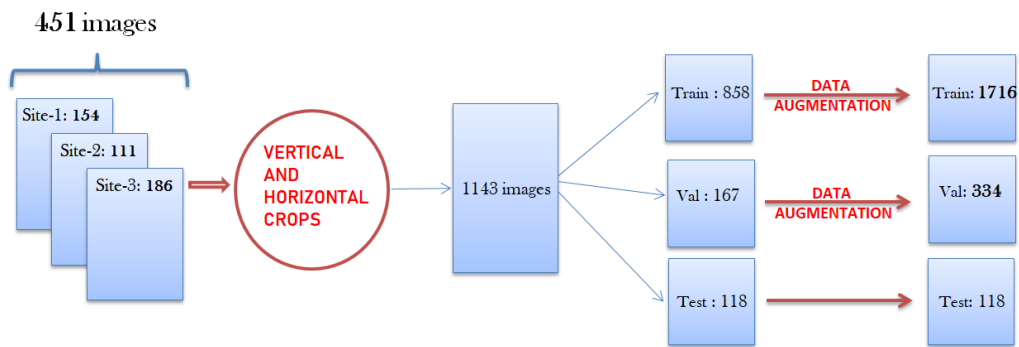 451 images
Site-1: 154
Site-2: 111
Site-3: 186
VERTICAL
AND
HORIZONTAL
CROPS
1143 images
Train : 858
DATA
AUGMENTATION
Train: 1716
Val : 167
DATA
AUGMENTATION
Val: 334
Test : 118
Test: 118